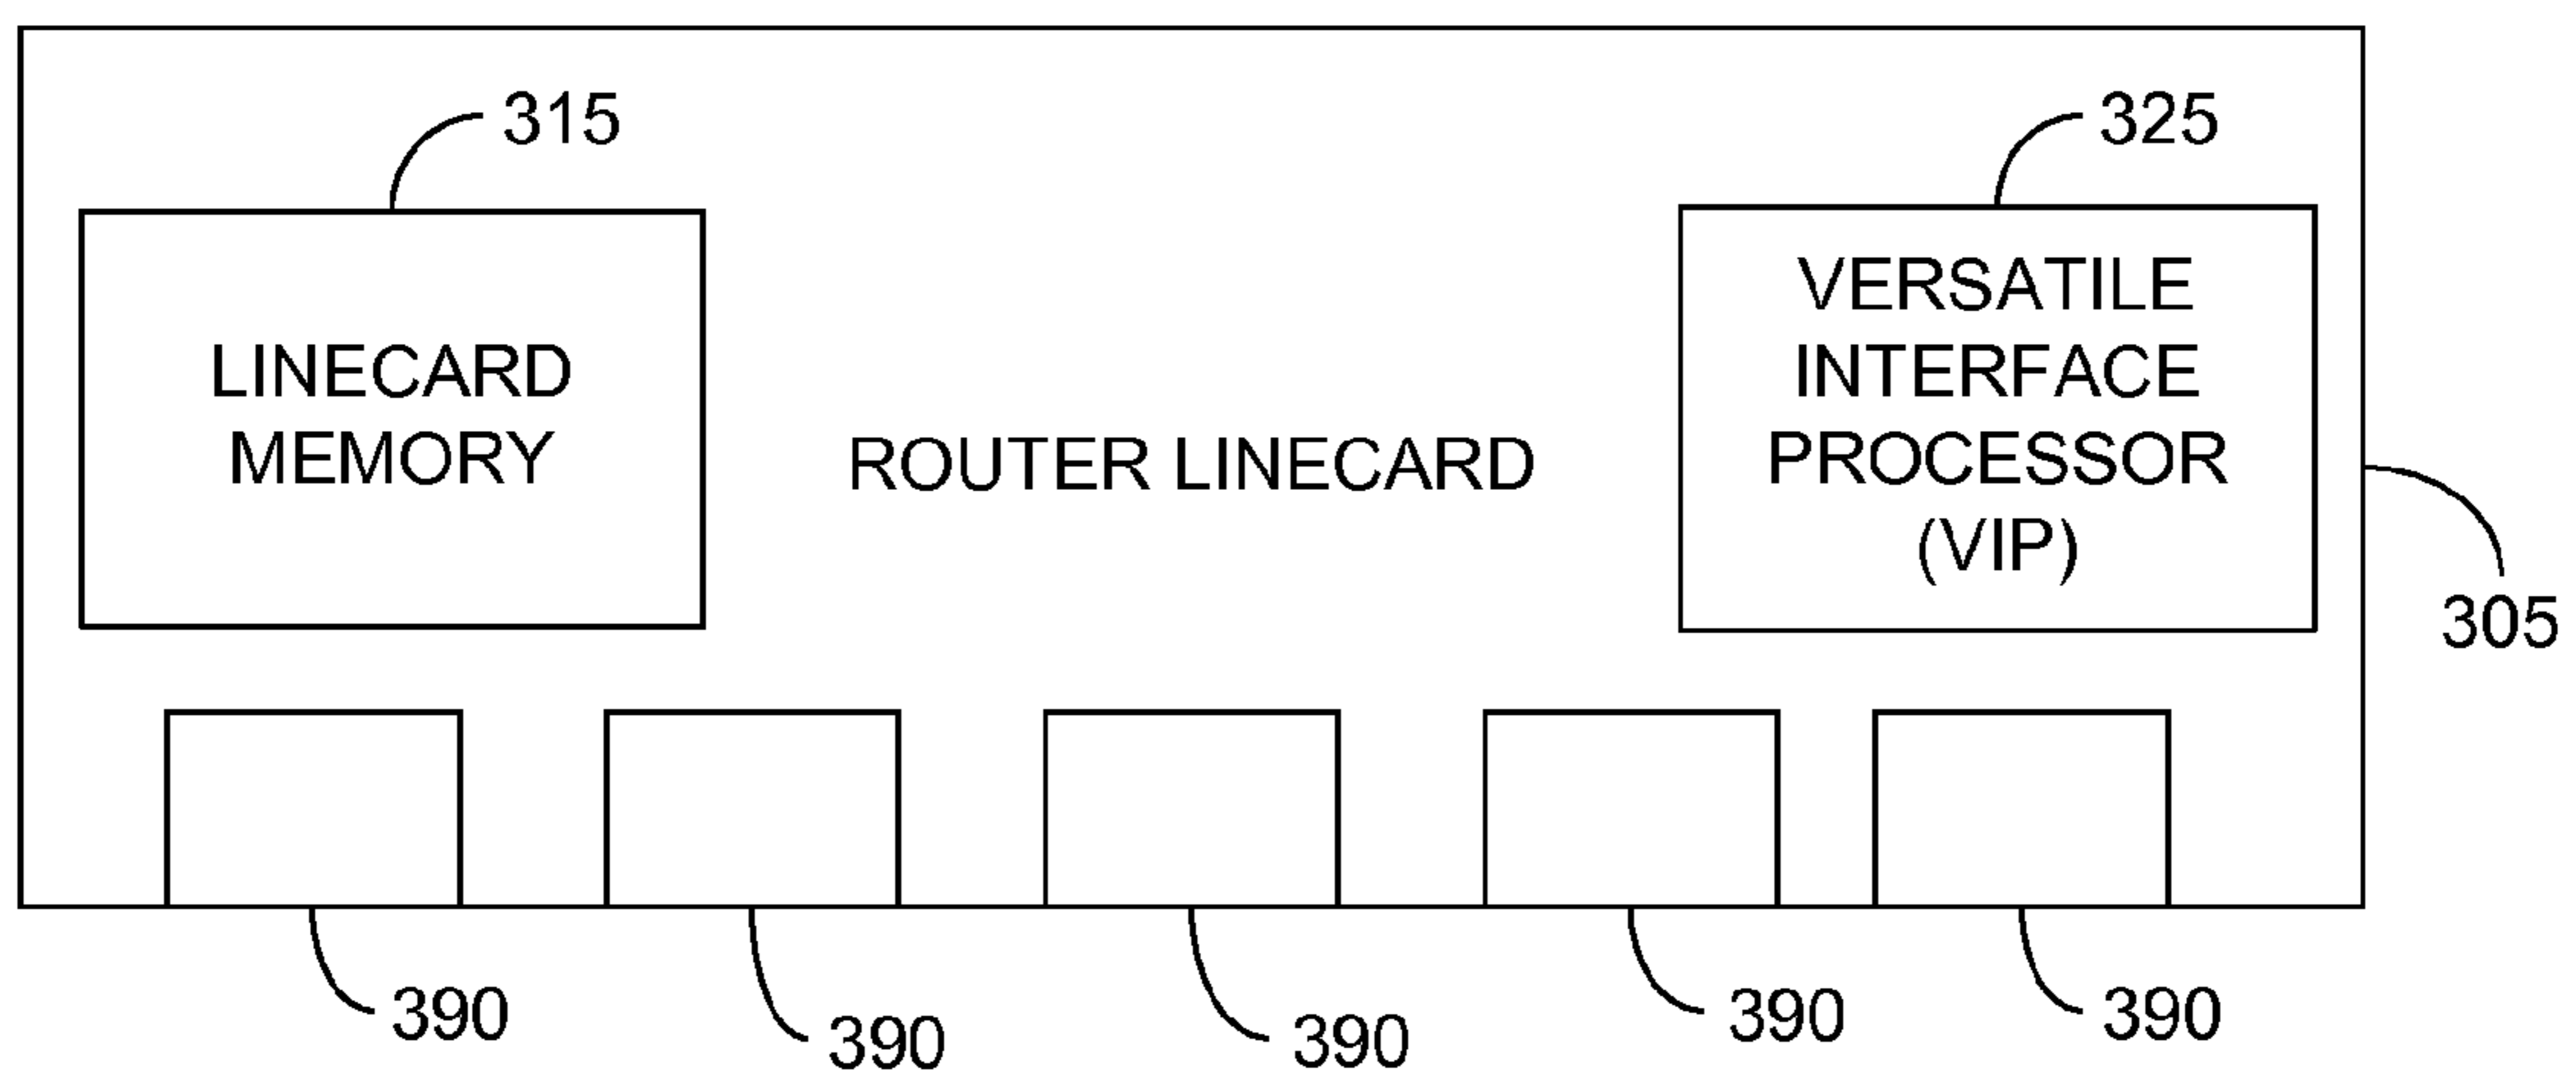 315
325
LINECARD
MEMORY
ROUTER LINECARD
VERSATILE
INTERFACE
PROCESSOR
(VIP)
305
390
390
390
390
390